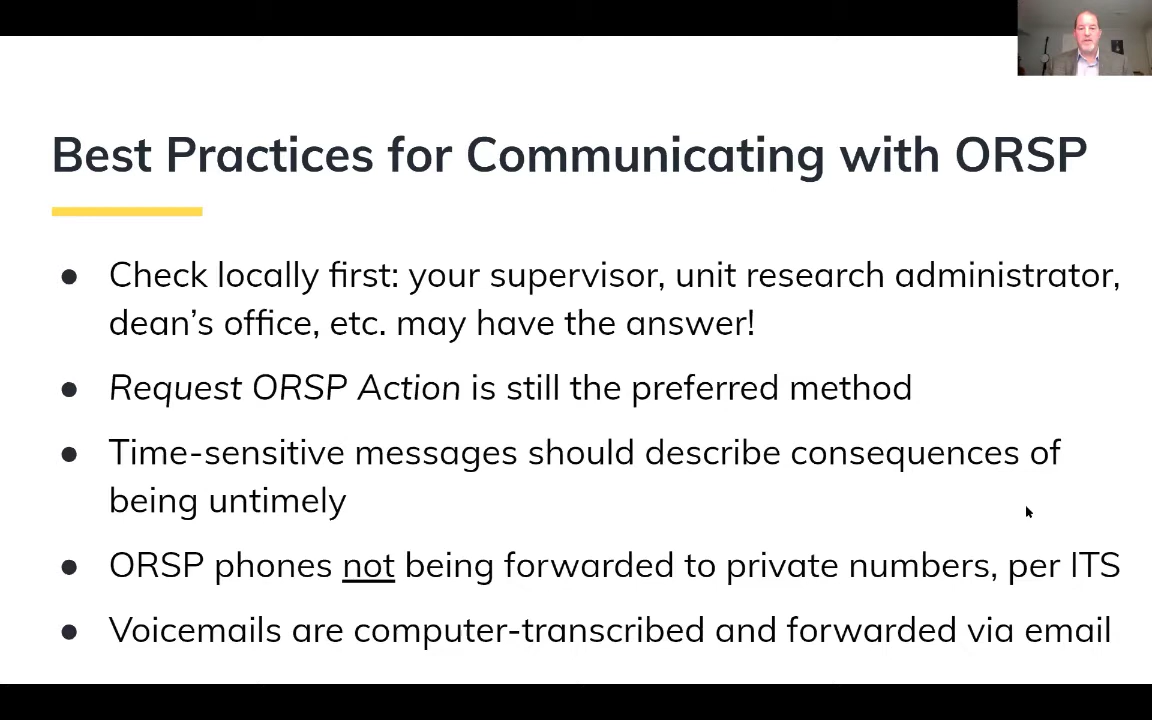 Best Practices for Communicating with ORSP
● Check locally first: your supervisor, unit research administrator,
dean's office, etc. may have the answer!
● Request ORSP Action is still the preferred method
● Time-sensitive messages should describe consequences of
being untimely
● ORSP phones not being forwarded to private numbers, per ITS
● Voicemails are computer-transcribed and forwarded via email